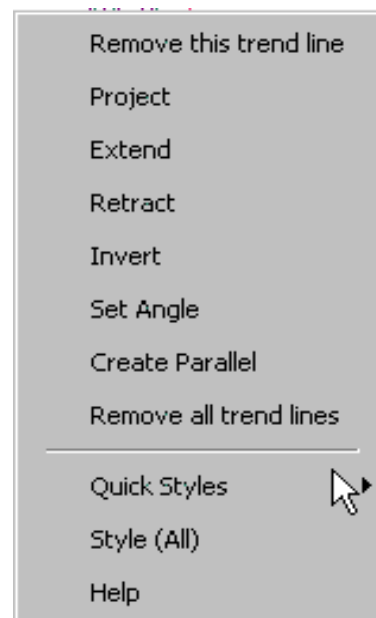 Remove this trend line
Project
Extend
Retract
Invert
Set Angle
Create Parallel
Remove all trend lines
Quick Styles
Style (All)
Help